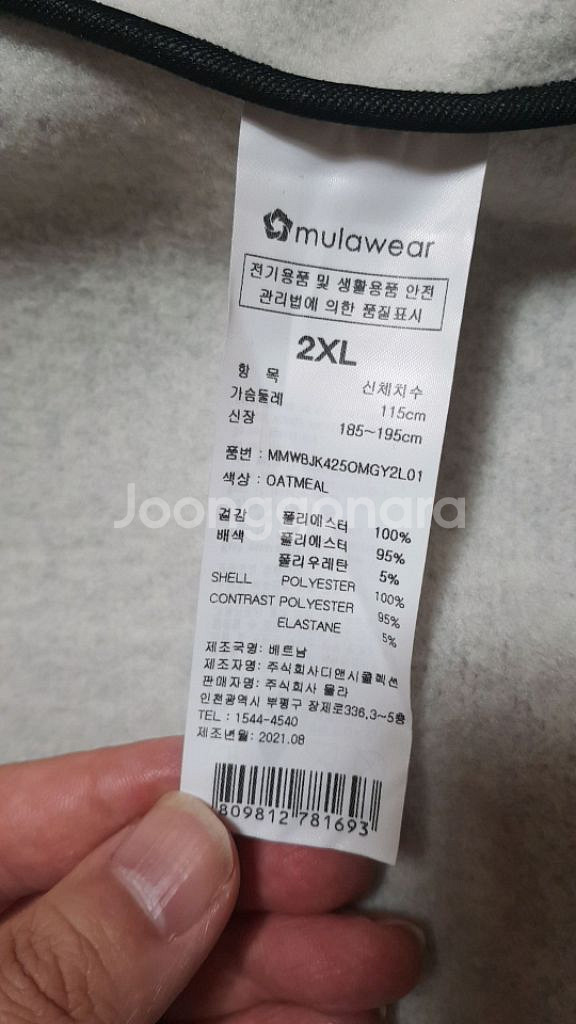 mulawear
전기용품 및 생활용품 안전
관리법에 의한 품질표시
2XL
항 목 신체치수
가슴둘레 115cm
신장 185~195cm
품번 : MMWBJK425OMGY2L01
색상 : OATMEAL
Joonggonara
겉감 폴리에스터 100%
배색 폴리에스터 95%
폴리우레탄 5%
SHELL POLYESTER 100%
CONTRAST POLYESTER 95%
ELASTANE 5%
제조국명: 베트남
제조자명: 주식회사디앤시콜렉션
판매자명: 주식회사 물라
인천광역시 부평구 장제로336,3~5층
TEL : 1544-4540
제조년월: 2021.08
809812 781693